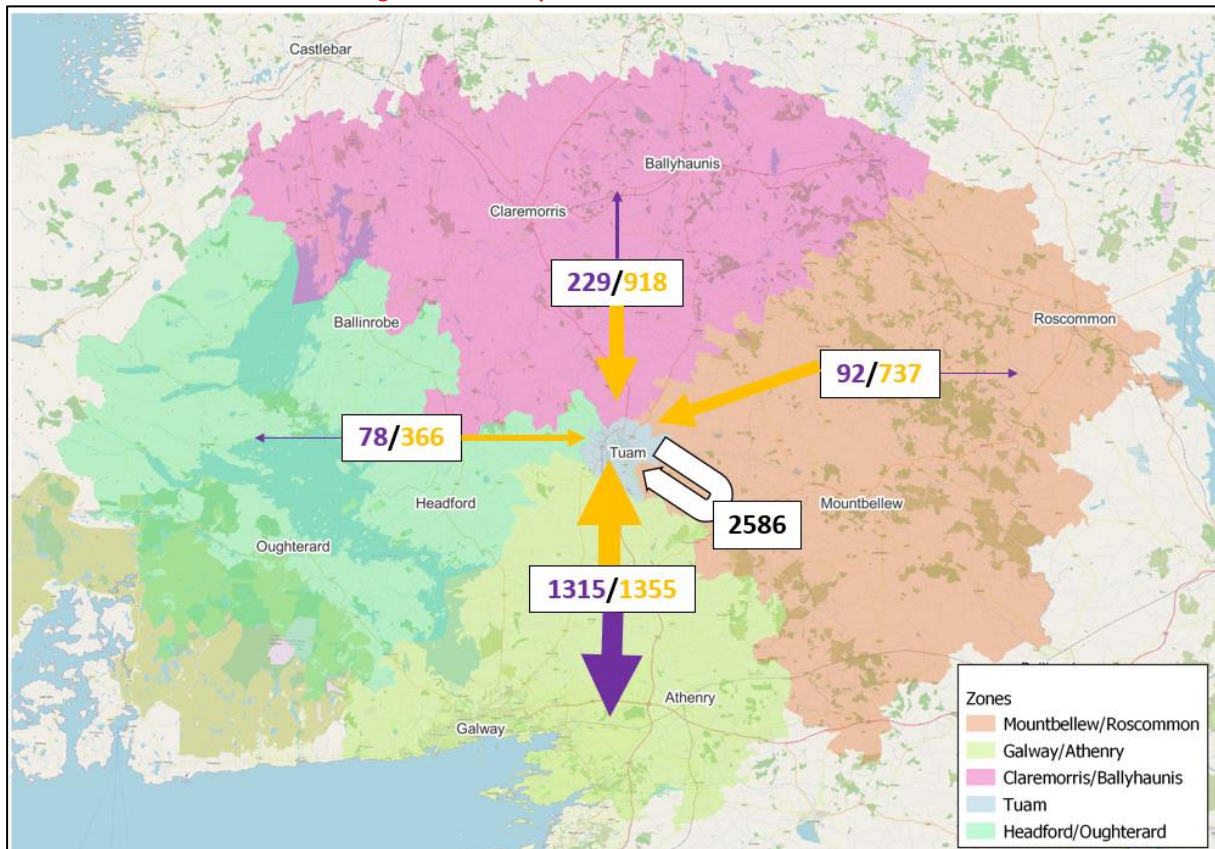 Castlebar
Ballyhaunis
Claremorris
229/918
Ballinrobe
Roscommon
92/737
78/366
Tuam
Headford
Mountbellew
2586
Oughterard
1315/1355
Athenry
Galway
Zones
Mountbellew/Roscommon
Galway/Athenry
Claremorris/Ballyhaunis
Tuam
Headford/Oughterard